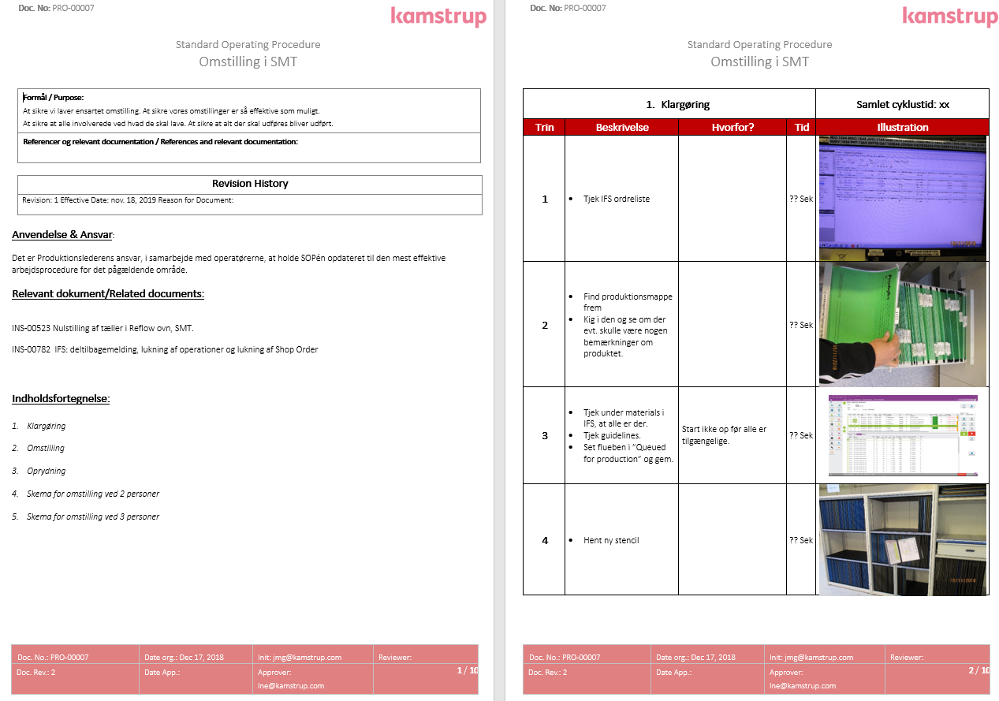 Doc. No: PRO-00007
kamstrup
Standard Operating Procedure
Omstilling i SMT
Formål / Purpose:
At sikre vi laver ensartet omstilling. At sikre vores omstillinger er så effektive som muligt.
At sikre at alle involverede ved hvad de skal lave. At sikre at alt der skal udføres bliver udført.
Referencer og relevant documentation / References and relevant documentation:
Revision History
Revision: 1 Effective Date: nov. 18, 2019 Reason for Document:
Anvendelse & Ansvar:
Det er Produktionslederens ansvar, i samarbejde med operatørerne, at holde SOPén opdateret til den mest effektive
arbejdsprocedure for det pågældende område.
Relevant dokument/Related documents:
INS-00523 Nulstilling af tæller i Reflow ovn, SMT.
INS-00782 IFS: deltilbagemelding, lukning af operationer og lukning af Shop Order
Indholdsfortegnelse:
1. Klargøring
2. Omstilling
3. Oprydning
4. Skema for omstilling ved 2 personer
5. Skema for omstilling ved 3 personer
Doc. No.: PRO-00007
Date org.: Dec 17, 2018
Init: jmg@kamstrup.com
Reviewer:
Doc. Rev.: 2
Date App.:
Approver:
lne@kamstrup.com
1 / 10
Doc. No: PRO-00007
kamstrup
Standard Operating Procedure
Omstilling i SMT
1. Klargøring
Samlet cyklustid: xx
Trin
Beskrivelse
Hvorfor?
Tid
Illustration
1
• Tjek IFS ordreliste
?? Sek
2
• Find produktionsmappe
frem
• Kig i den og se om der
evt. skulle være nogen
bemærkninger om
produktet.
?? Sek
15/11/2018
3
• Tjek under materials i
IFS, at alle er der.
• Tjek guidelines.
• Set flueben i ”Queued
for production” og gem.
Start ikke op før alle er
tilgængelige.
?? Sek
4
• Hent ny stencil
?? Sek
15/11/2018
Doc. No.: PRO-00007
Date org.: Dec 17, 2018
Init: jmg@kamstrup.com
Reviewer:
Doc. Rev.: 2
Date App.:
Approver:
lne@kamstrup.com
2 / 10